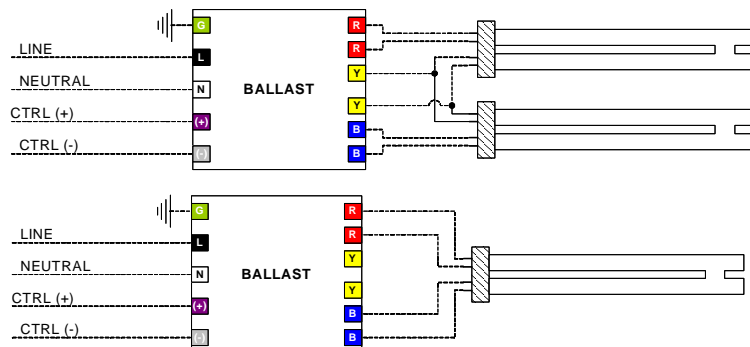 G R
LINE L R
NEUTRAL N Y
BALLAST
CTRL (+) (+) Y
B
CTRL (-) (-) B
G R
LINE L R
Y
NEUTRAL N BALLAST
Y
CTRL (+) (+) B
CTRL (-) (-) B